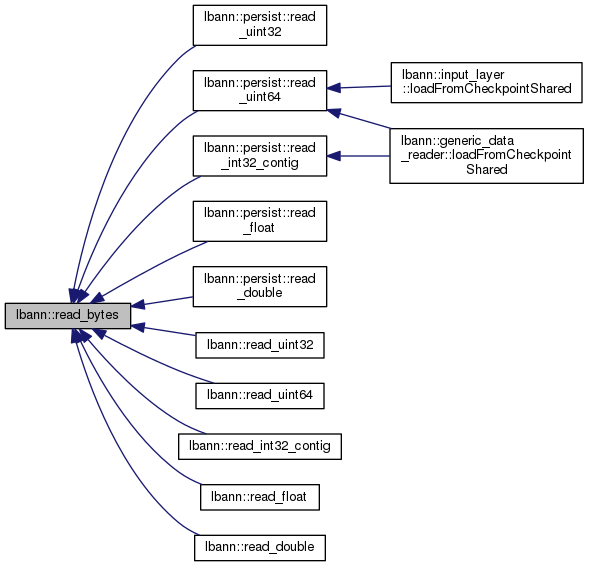 lbann::persist::read
_uint32
lbann::persist::read
_uint64
lbann::input_layer
::loadFromCheckpointShared
lbann::persist::read
_int32_contig
lbann::generic_data
_reader::loadFromCheckpoint
Shared
lbann::persist::read
_float
lbann::persist::read
_double
lbann::read_bytes
lbann::read_uint32
lbann::read_uint64
lbann::read_int32_contig
lbann::read_float
lbann::read_double